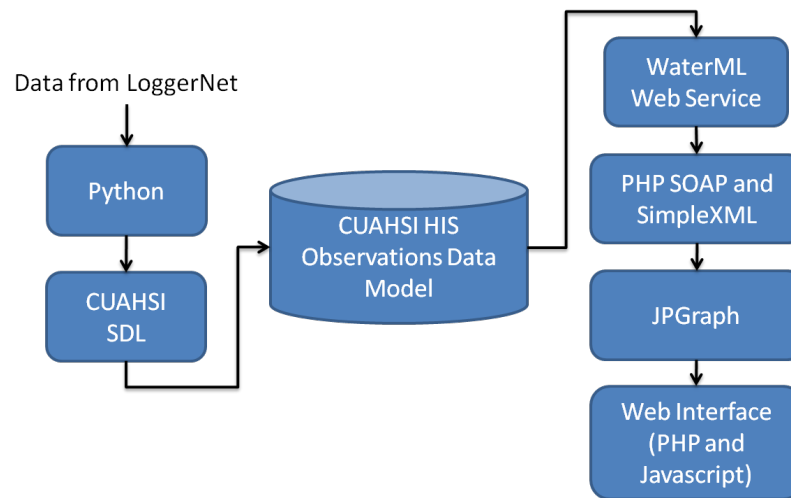 Data from LoggerNet
Python
CUAHSI
SDL
CUAHSI HIS
Observations Data
Model
WaterML
Web Service
PHP SOAP and
SimpleXML
JPGraph
Web Interface
(PHP and
Javascript)